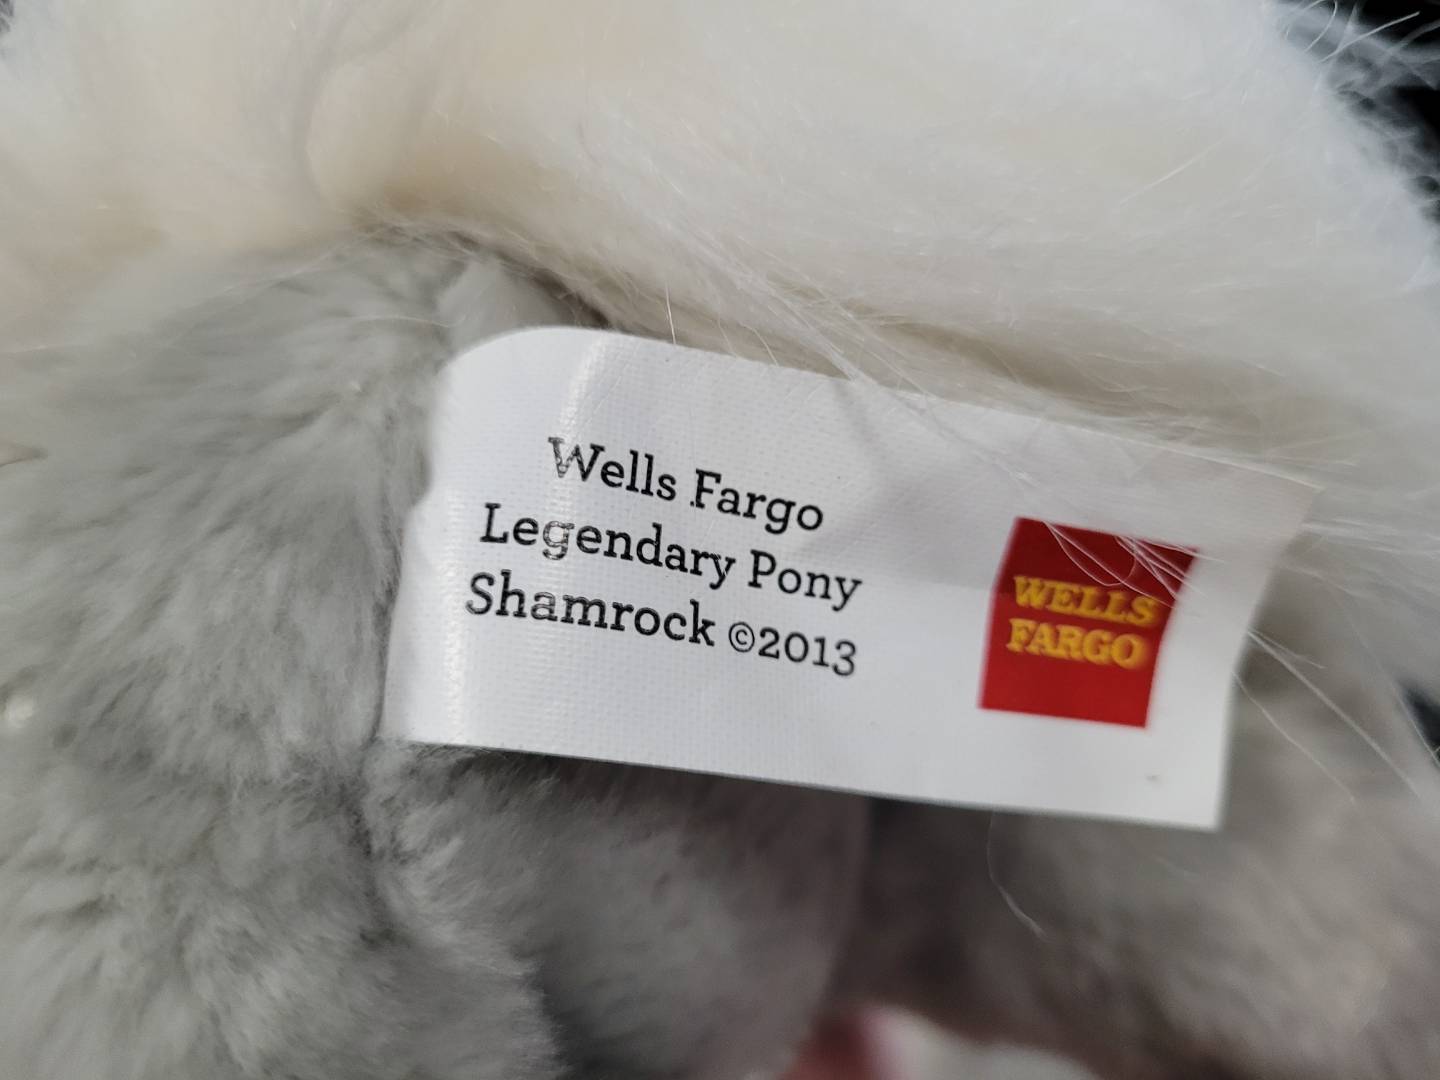 Wells Fargo
Legendary Pony
Shamrock ©2013
WELLS
FARGO